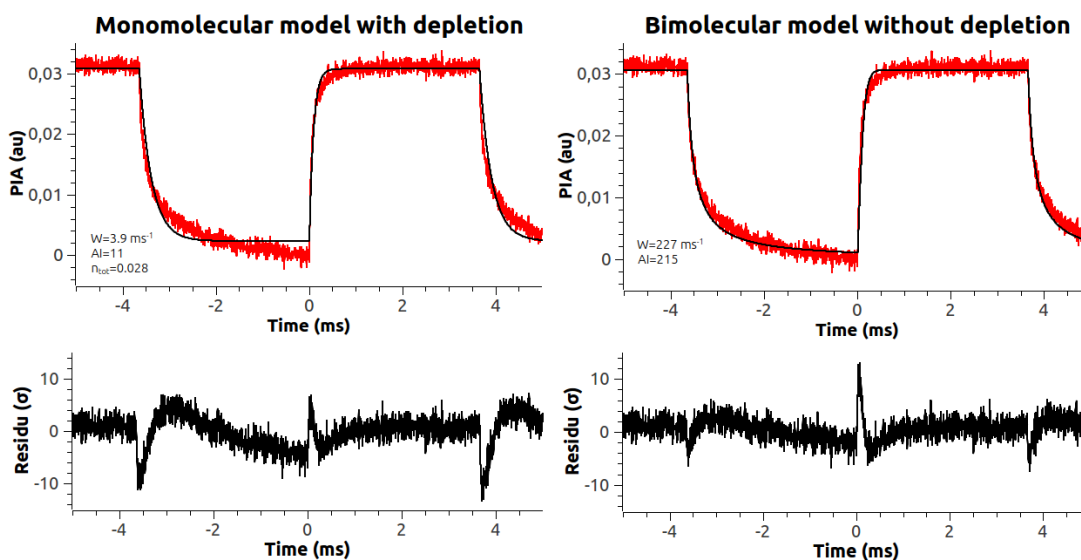 Monomolecular model with depletion
PIA (au)
0,03
0,02
0,01
0
W=3.9 ms⁻¹
AI=11
nₜₒₜ=0.028
-4 -2 0 2 4
Time (ms)
Residu (σ)
10
0
-10
-4 -2 0 2 4
Time (ms)
Bimolecular model without depletion
PIA (au)
0,03
0,02
0,01
0
W=227 ms⁻¹
AI=215
-4 -2 0 2 4
Time (ms)
Residu (σ)
10
0
-10
-4 -2 0 2 4
Time (ms)